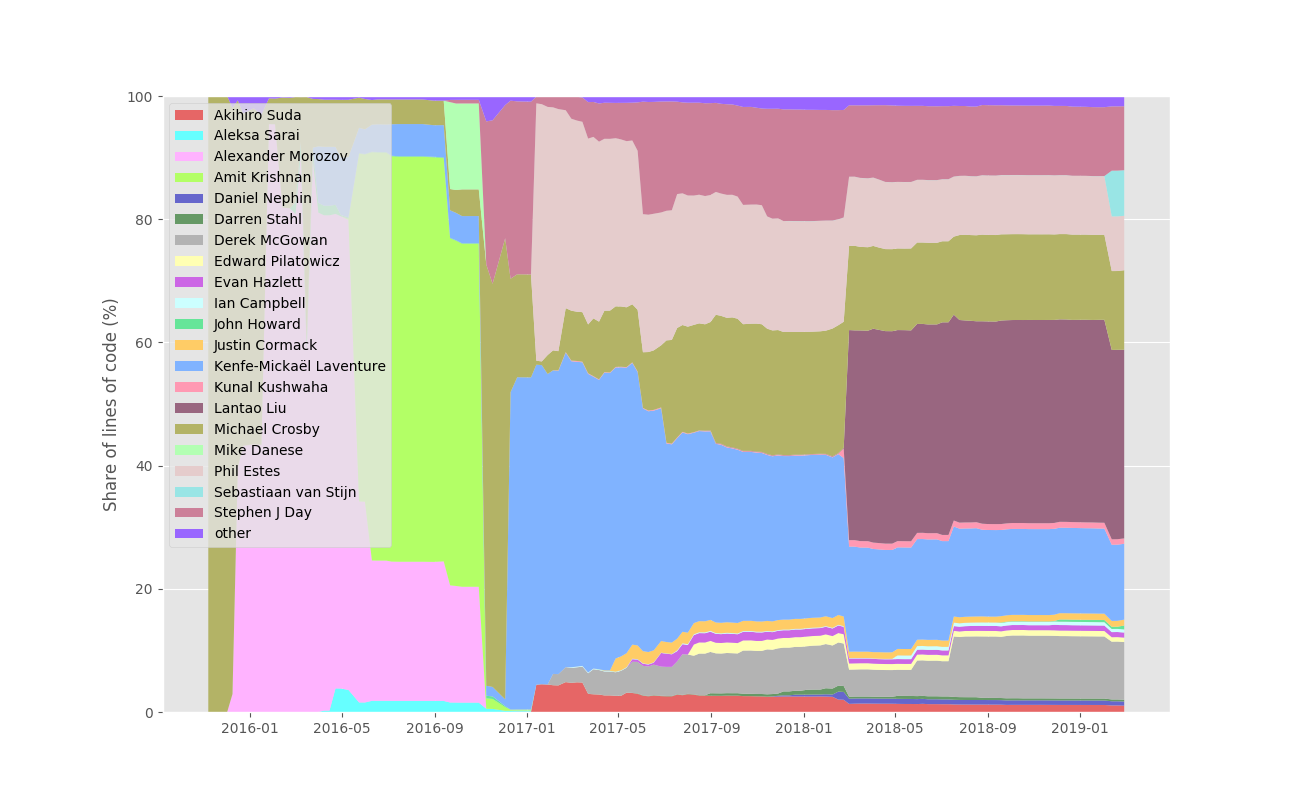 100
80
60
40
20
0
Share of lines of code (%)
Akihiro Suda
Aleksa Sarai
Alexander Morozov
Amit Krishnan
Daniel Nephin
Darren Stahl
Derek McGowan
Edward Pilatowicz
Evan Hazlett
Ian Campbell
John Howard
Justin Cormack
Kenfe-Mickaël Laventure
Kunal Kushwaha
Lantao Liu
Michael Crosby
Mike Danese
Phil Estes
Sebastiaan van Stijn
Stephen J Day
other
2016-01 2016-05 2016-09 2017-01 2017-05 2017-09 2018-01 2018-05 2018-09 2019-01